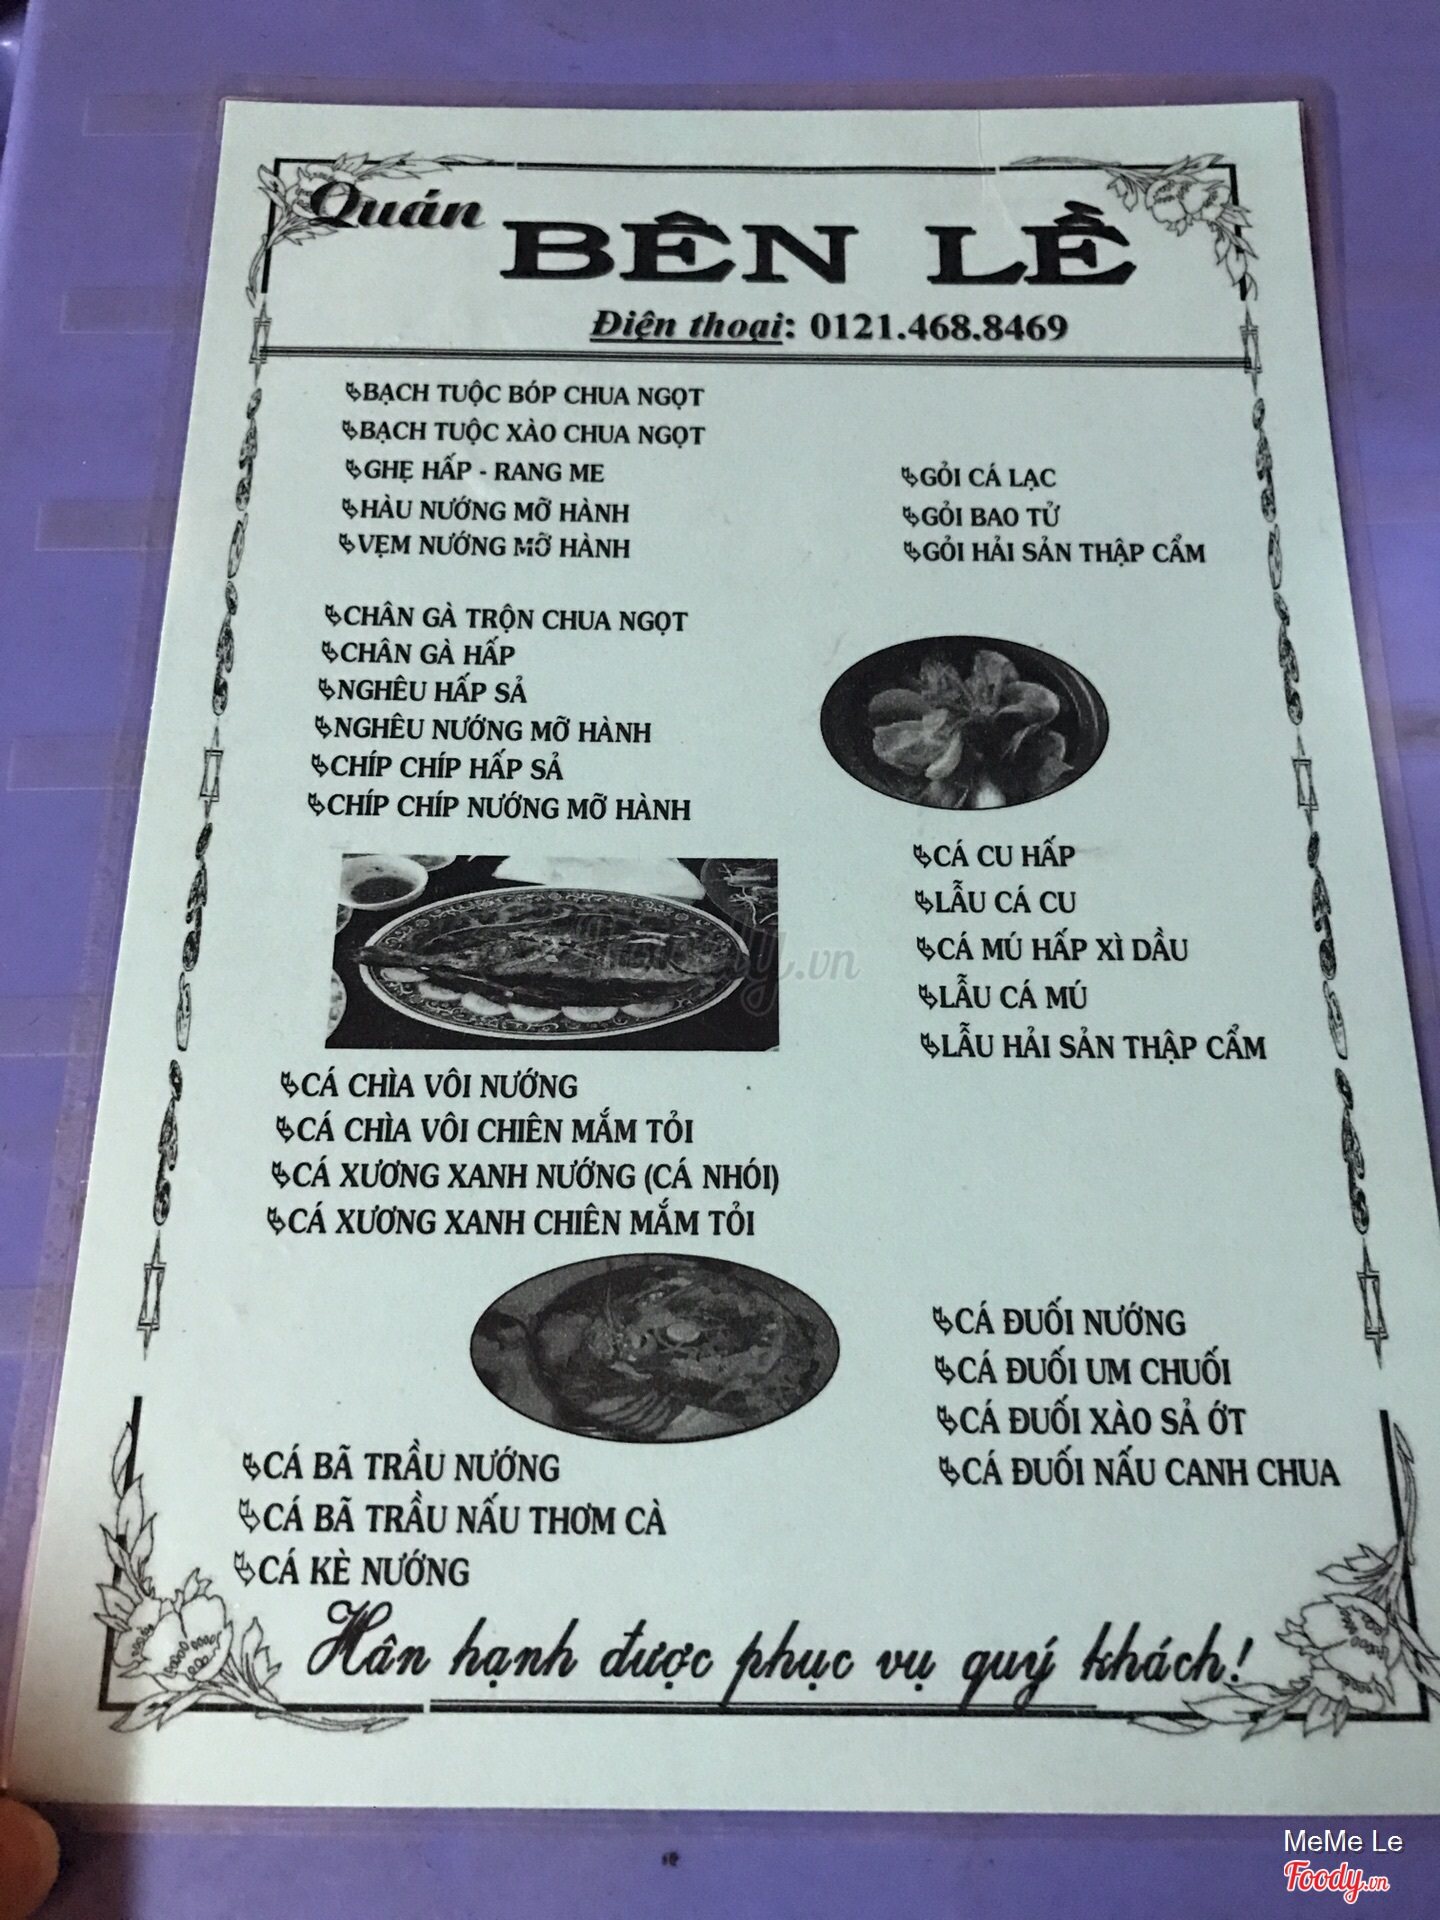 Quán
BÊN LỀ
Điện thoại: 0121.468.8469
BẠCH TUỘC BÓP CHUA NGỌT
BẠCH TUỘC XÀO CHUA NGỌT
GHẸ HẤP - RANG ME
HÀU NƯỚNG MỠ HÀNH
VẸM NƯỚNG MỠ HÀNH
GỎI CÁ LẠC
GỎI BAO TỬ
GỎI HẢI SẢN THẬP CẨM
CHÂN GÀ TRỘN CHUA NGỌT
CHÂN GÀ HẤP
NGHÊU HẤP SẢ
NGHÊU NƯỚNG MỠ HÀNH
CHÍP CHÍP HẤP SẢ
CHÍP CHÍP NƯỚNG MỠ HÀNH
CÁ CU HẤP
LẪU CÁ CU
CÁ MÚ HẤP XÌ DẦU
LẪU CÁ MÚ
LẪU HẢI SẢN THẬP CẨM
Foody.vn
CÁ CHÌA VÔI NƯỚNG
CÁ CHÌA VÔI CHIÊN MẮM TỎI
CÁ XƯƠNG XANH NƯỚNG (CÁ NHÓI)
CÁ XƯƠNG XANH CHIÊN MẮM TỎI
CÁ ĐUỐI NƯỚNG
CÁ ĐUỐI UM CHUỐI
CÁ ĐUỐI XÀO SẢ ỚT
CÁ ĐUỐI NẤU CANH CHUA
CÁ BÃ TRẦU NƯỚNG
CÁ BÃ TRẦU NẤU THƠM CÀ
CÁ KÈ NƯỚNG
Hân hạnh được phục vụ quý khách!
MeMe Le
Foody.vn